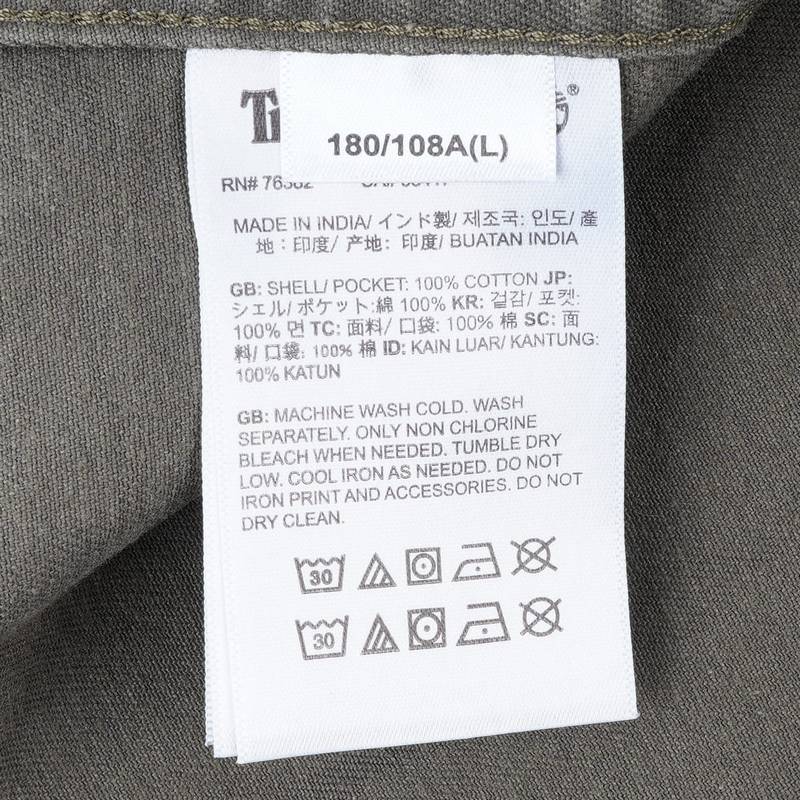 180/108A(L)
RN#
MADE IN INDIA/ インド製/ 제조국: 인도/ 產
地：印度/ 产地: 印度/ BUATAN INDIA
GB: SHELL/ POCKET: 100% COTTON JP:
シェル/ ポケット:綿 100% KR: 겉감/ 포켓:
100% 면 TC: 面料/ 口袋: 100% 棉 SC: 面
料/ 口袋: 100% 棉 ID: KAIN LUAR/ KANTUNG:
100% KATUN
GB: MACHINE WASH COLD. WASH
SEPARATELY. ONLY NON CHLORINE
BLEACH WHEN NEEDED. TUMBLE DRY
LOW. COOL IRON AS NEEDED. DO NOT
IRON PRINT AND ACCESSORIES. DO NOT
DRY CLEAN.
30
30